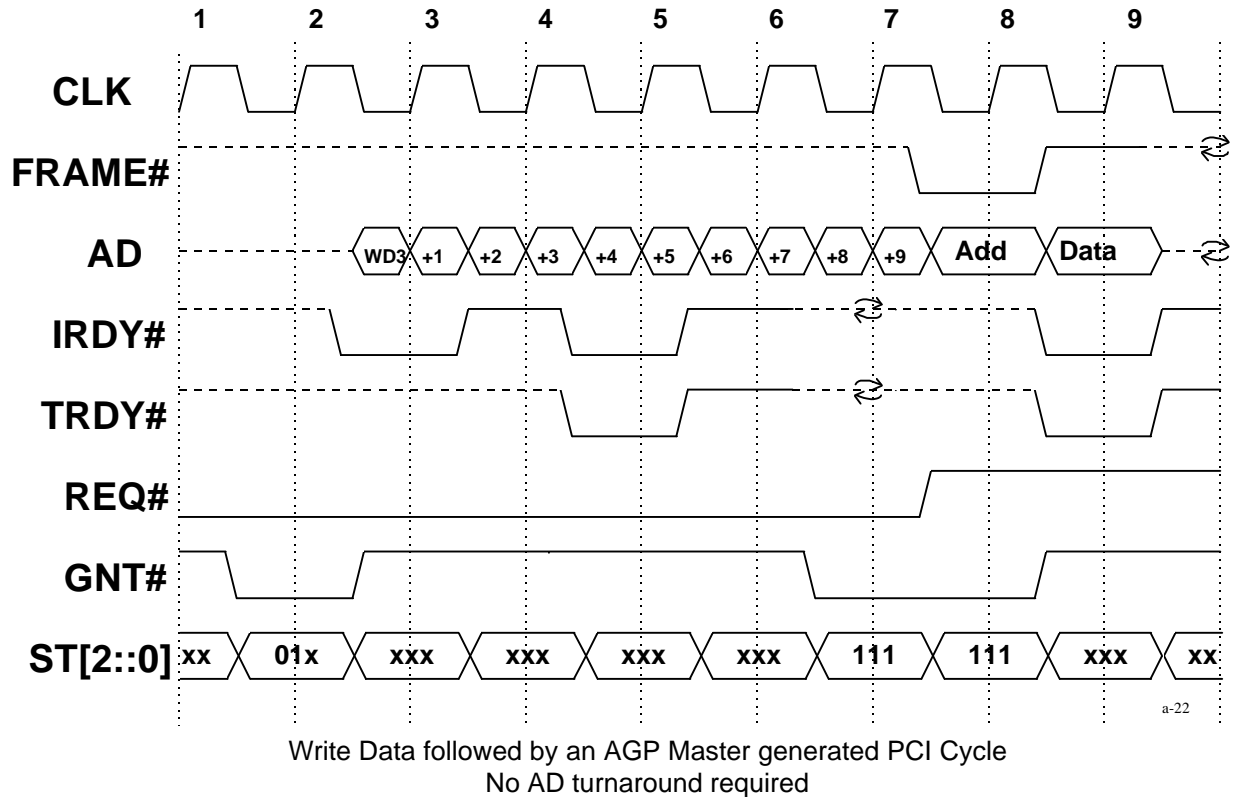 1 2 3 4 5 6 7 8 9
CLK
FRAME#
AD WD3 +1 +2 +3 +4 +5 +6 +7 +8 +9 Add Data
IRDY#
TRDY#
REQ#
GNT#
ST[2::0] xx 01x xxx xxx xxx xxx 111 111 xxx xx
a-22
Write Data followed by an AGP Master generated PCI Cycle
No AD turnaround required